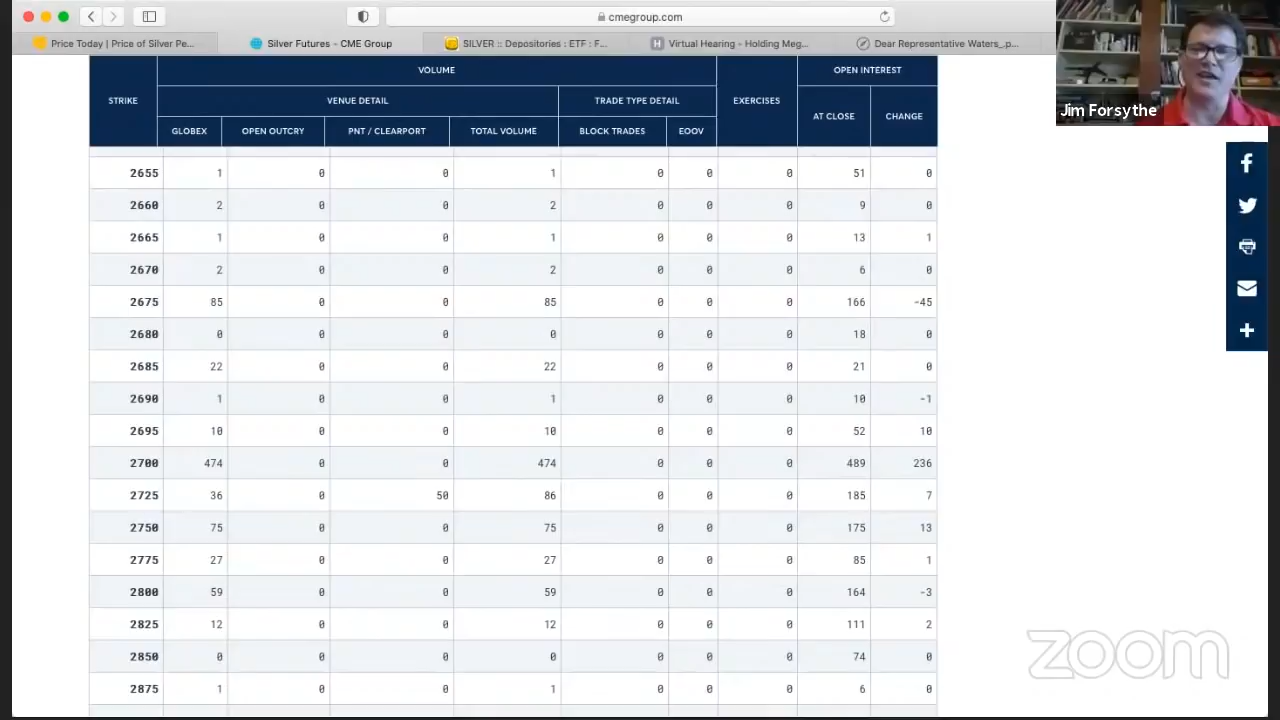 cmegroup.com
Price Today | Price of Silver Pe...
Silver Futures - CME Group
SILVER :: Depositories : ETF : F...
H Virtual Hearing - Holding Meg...
Dear Representative Waters_.p...
Jim Forsythe
VOLUME
OPEN INTEREST
STRIKE
VENUE DETAIL
TRADE TYPE DETAIL
EXERCISES
AT CLOSE
CHANGE
GLOBEX
OPEN OUTCRY
PNT / CLEARPORT
TOTAL VOLUME
BLOCK TRADES
EOOV
2655 1 0 0 1 0 0 0 51 0
2660 2 0 0 2 0 0 0 9 0
2665 1 0 0 1 0 0 0 13 1
2670 2 0 0 2 0 0 0 6 0
2675 85 0 0 85 0 0 0 166 -45
2680 0 0 0 0 0 0 0 18 0
2685 22 0 0 22 0 0 0 21 0
2690 1 0 0 1 0 0 0 10 -1
2695 10 0 0 10 0 0 0 52 10
2700 474 0 0 474 0 0 0 489 236
2725 36 0 50 86 0 0 0 185 7
2750 75 0 0 75 0 0 0 175 13
2775 27 0 0 27 0 0 0 85 1
2800 59 0 0 59 0 0 0 164 -3
2825 12 0 0 12 0 0 0 111 2
2850 0 0 0 0 0 0 0 74 0
2875 1 0 0 1 0 0 0 6 0
zoom